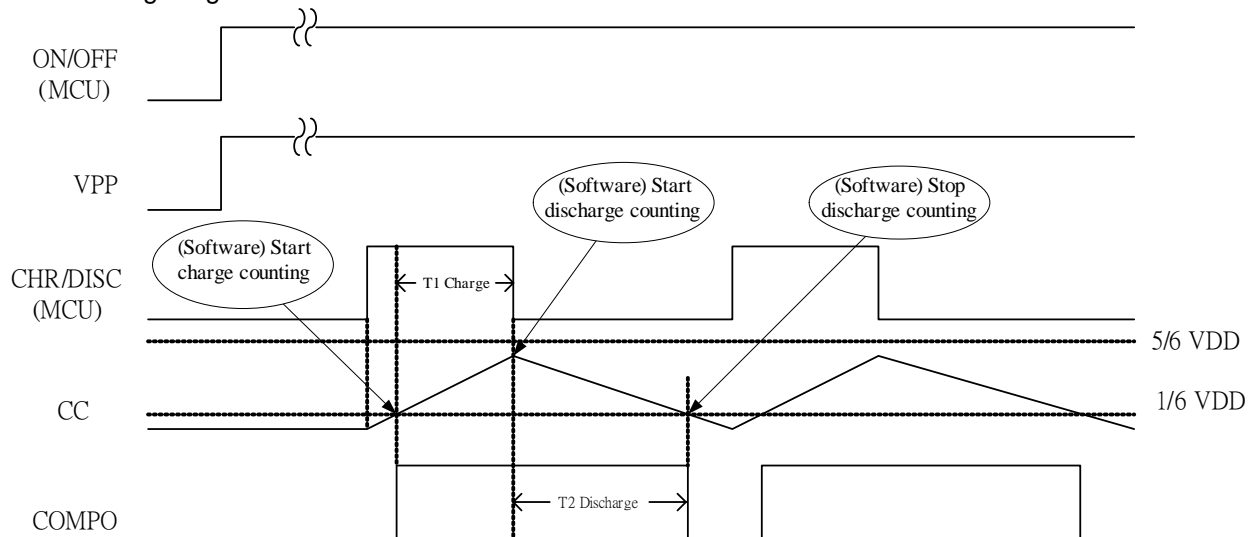 ON/OFF
(MCU)
VPP
(Software) Start
discharge counting
(Software) Stop
discharge counting
(Software) Start
charge counting
CHR/DISC
(MCU)
T1 Charge
5/6 VDD
CC
1/6 VDD
T2 Discharge
COMPO